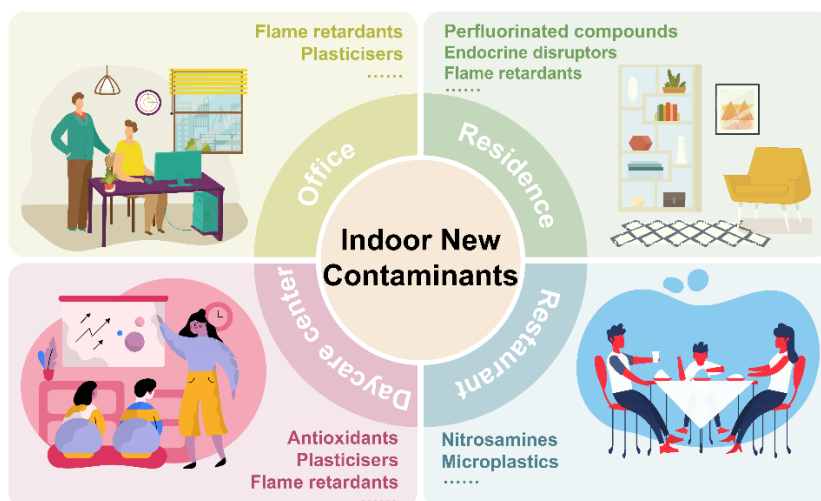 Flame retardants
Plasticisers
......
Office
Perfluorinated compounds
Endocrine disruptors
Flame retardants
......
Residence
Indoor New
Contaminants
Daycare center
Antioxidants
Plasticisers
Flame retardants
......
Restaurant
Nitrosamines
Microplastics
......